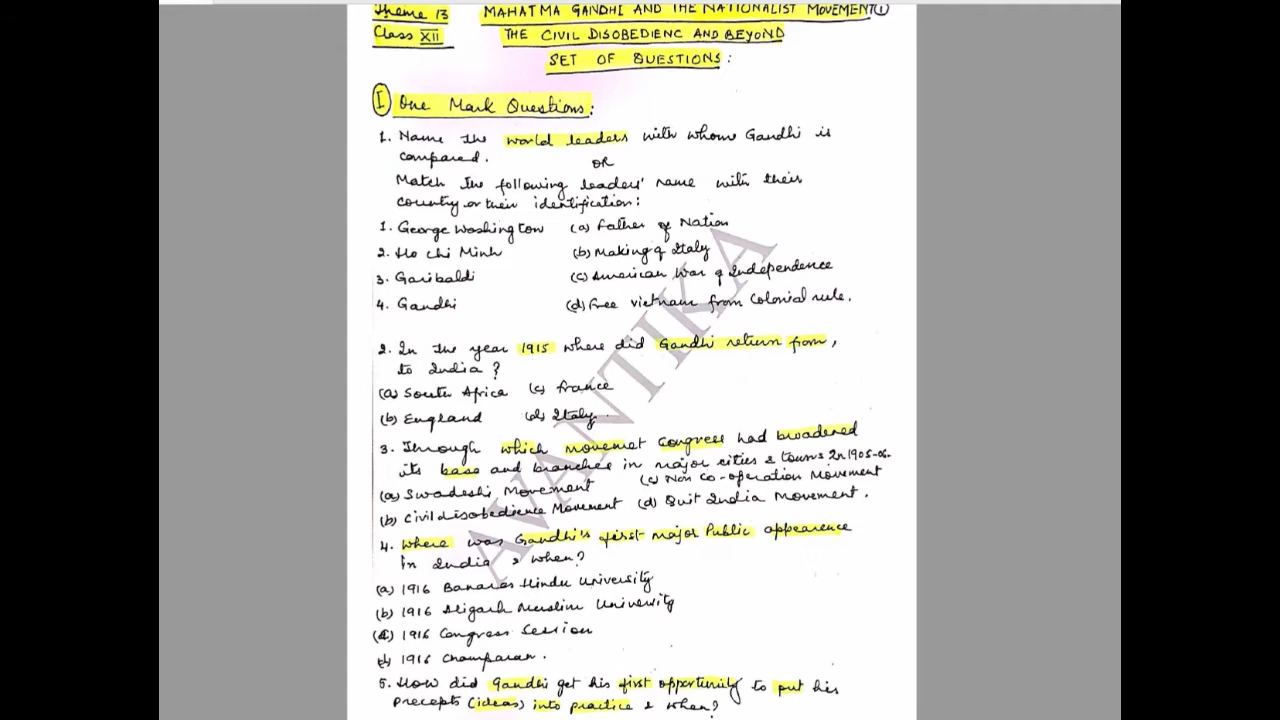 Theme 13 MAHATMA GANDHI AND THE NATIONALIST MOVEMENT ①
Class XII THE CIVIL DISOBEDIENC AND BEYOND
SET OF QUESTIONS:
I One Mark Questions:
1. Name the world leaders with whom Gandhi is
compared.
OR
Match the following leaders' name with their
country or their identification:
1. George Washington (a) Father of Nation
2. Ho Chi Minh (b) Making of Italy
3. Garibaldi (c) American War of Independence
4. Gandhi (d) Free Vietnam from Colonial rule.
2. In the year 1915 where did Gandhi return from,
to India?
(a) South Africa (c) France
(b) England (d) Italy
3. Through which movemet Congress had broadened
its base and branches in major cities & towns in 1905-06.
(a) Swadeshi Movement (c) Non Co-operation Movement
(b) Civil disobedience Movement (d) Quit India Movement.
4. Where was Gandhi's first major Public appearence
in India & when?
(a) 1916 Banaras Hindu University
(b) 1916 Aligarh Muslim University
(c) 1916 Congress Session
(d) 1916 Champaran.
5. How did Gandhi get his first opportunity to put his
precepts (ideas) into practice & when?
AVANTIKA